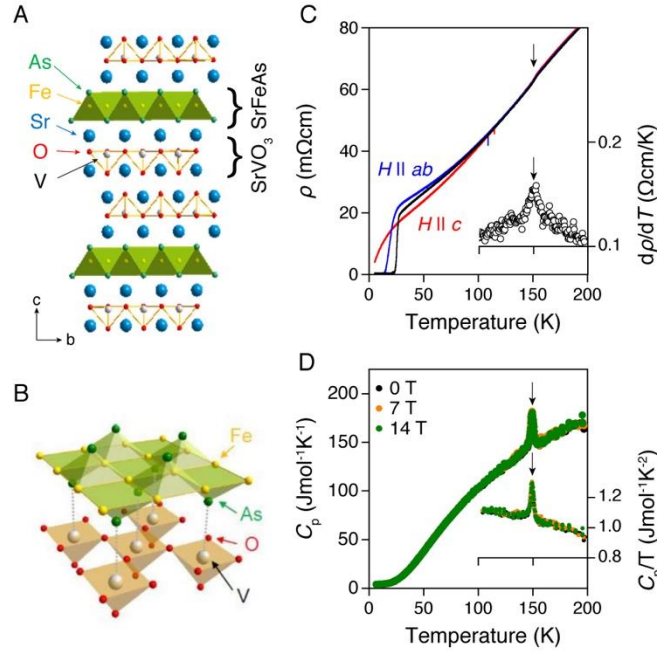 A
As
Fe
Sr
O
V
SrFeAs
SrVO3
c
b
B
Fe
As
O
V
C
80
60
40
20
0
ρ (mΩcm)
H || ab
H || c
0.2
0.1
dρ/dT (Ωcm/K)
0 50 100 150 200
Temperature (K)
D
0 T
7 T
14 T
200
150
100
50
0
Cp (Jmol-1K-1)
1.2
1.0
0.8
Cp/T (Jmol-1K-2)
0 50 100 150 200
Temperature (K)